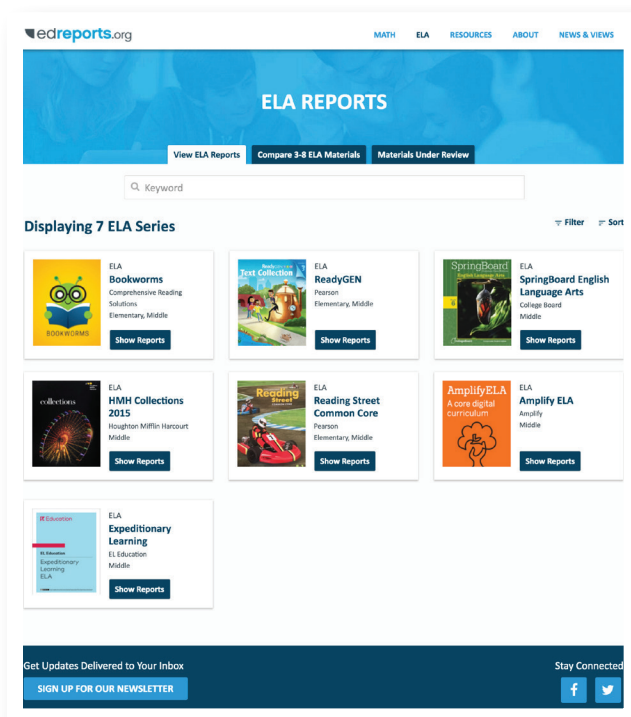 edreports.org
MATH ELA RESOURCES ABOUT NEWS & VIEWS
ELA REPORTS
View ELA Reports Compare 3-8 ELA Materials Materials Under Review
Keyword
Displaying 7 ELA Series
Filter Sort
BOOKWORMS
ELA
Bookworms
Comprehensive Reading
Solutions
Elementary, Middle
Show Reports
ReadyGEN
Text Collection
ELA
ReadyGEN
Pearson
Elementary, Middle
Show Reports
SpringBoard
English Language Arts
ELA
SpringBoard English
Language Arts
College Board
Middle
Show Reports
collections
ELA
HMH Collections
2015
Houghton Mifflin Harcourt
Middle
Show Reports
Reading
Street
ELA
Reading Street
Common Core
Pearson
Elementary, Middle
Show Reports
AmplifyELA
A core digital
curriculum
ELA
Amplify ELA
Amplify
Middle
Show Reports
Education
EL Education
Expeditionary
Learning
ELA
ELA
Expeditionary
Learning
EL Education
Middle
Show Reports
Get Updates Delivered to Your Inbox
SIGN UP FOR OUR NEWSLETTER
Stay Connected